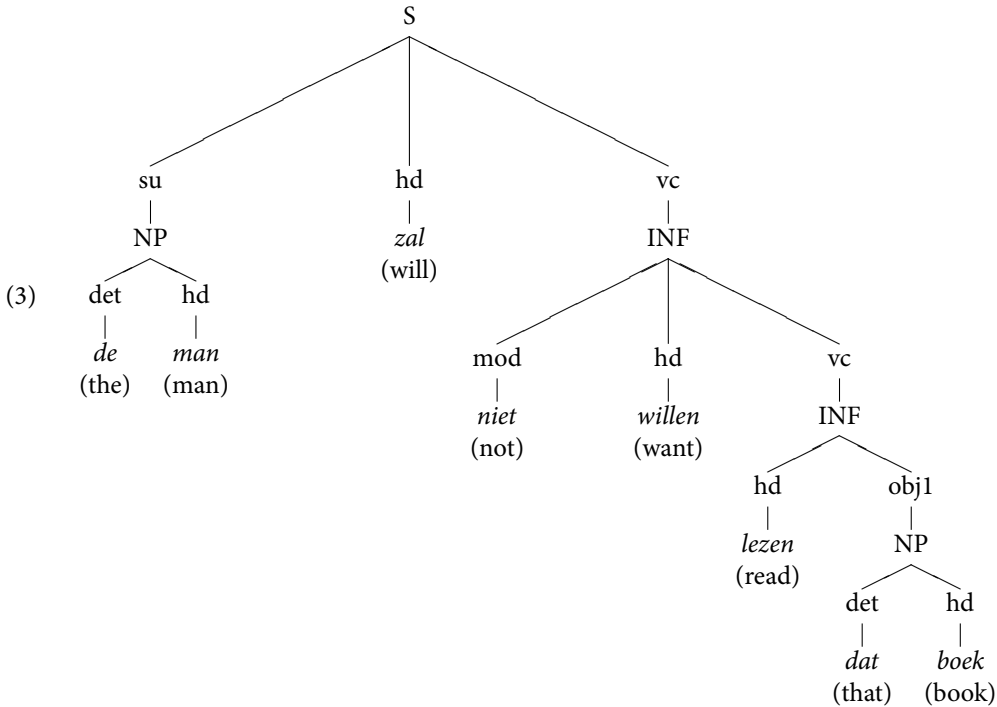 S
su hd vc
NP zal INF
(will)
(3) det hd
de man mod hd vc
(the) (man)
niet willen INF
(not) (want)
hd obj1
lezen NP
(read)
det hd
dat boek
(that) (book)